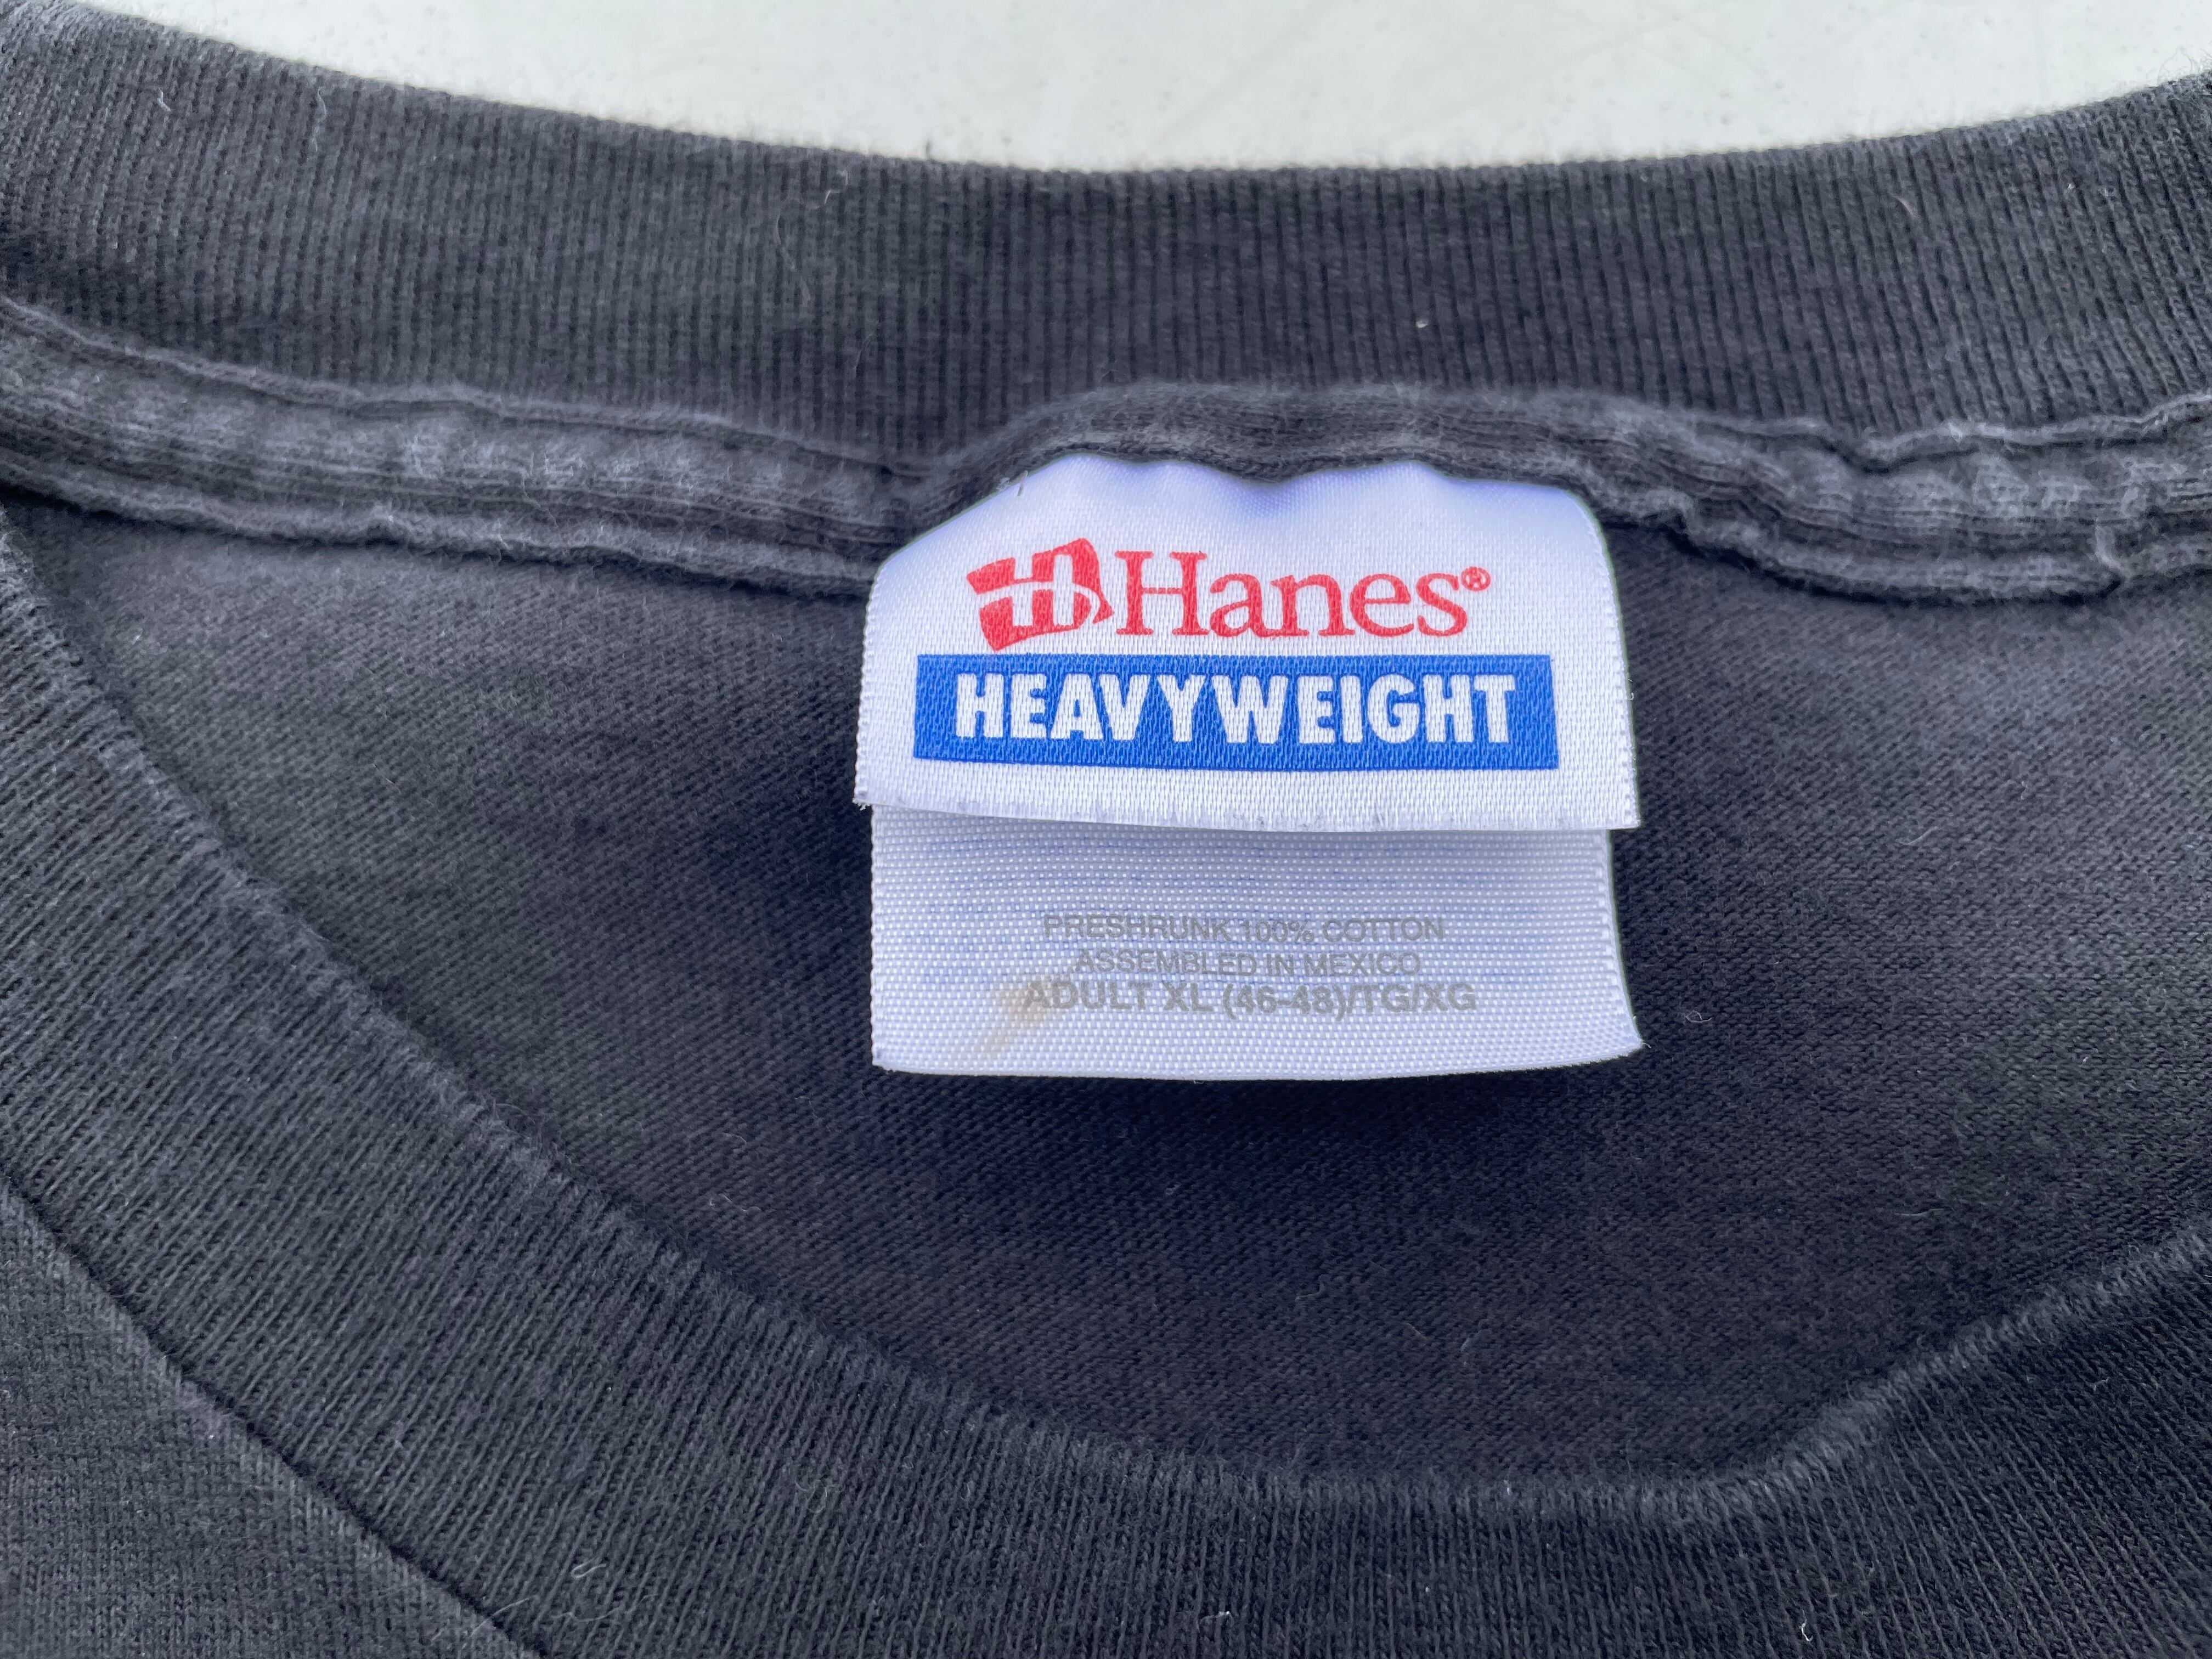 Hanes®
HEAVYWEIGHT
PRESHRUNK 100% COTTON
ASSEMBLED IN MEXICO
ADULT XL (46-48)/TG/XG